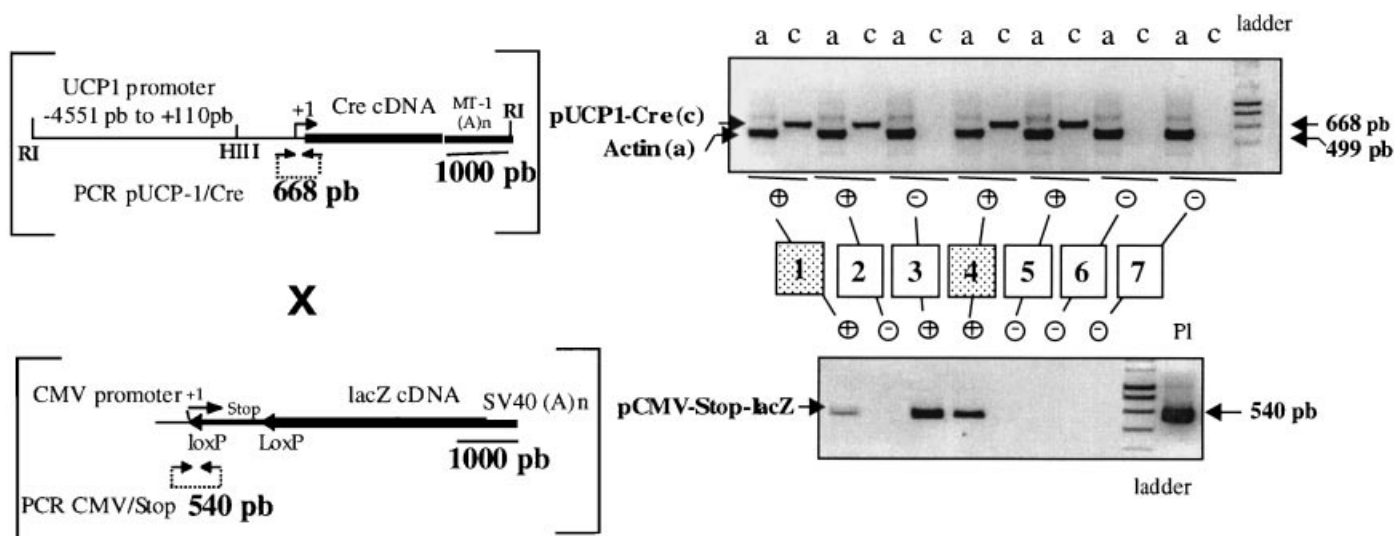 UCP1 promoter
-4551 pb to +110pb
+1
Cre cDNA
MT-1
(A)n
RI
RI
HIII
PCR pUCP-1/Cre
668 pb
1000 pb
X
CMV promoter
+1
Stop
lacZ cDNA
SV40 (A)n
loxP
LoxP
1000 pb
PCR CMV/Stop
540 pb
a c a c a c a c a c a c a c
ladder
pUCP1-Cre (c)
Actin (a)
668 pb
499 pb
+ + - + + - -
1 2 3 4 5 6 7
+ - + + - - -
Pl
pCMV-Stop-lacZ
540 pb
ladder